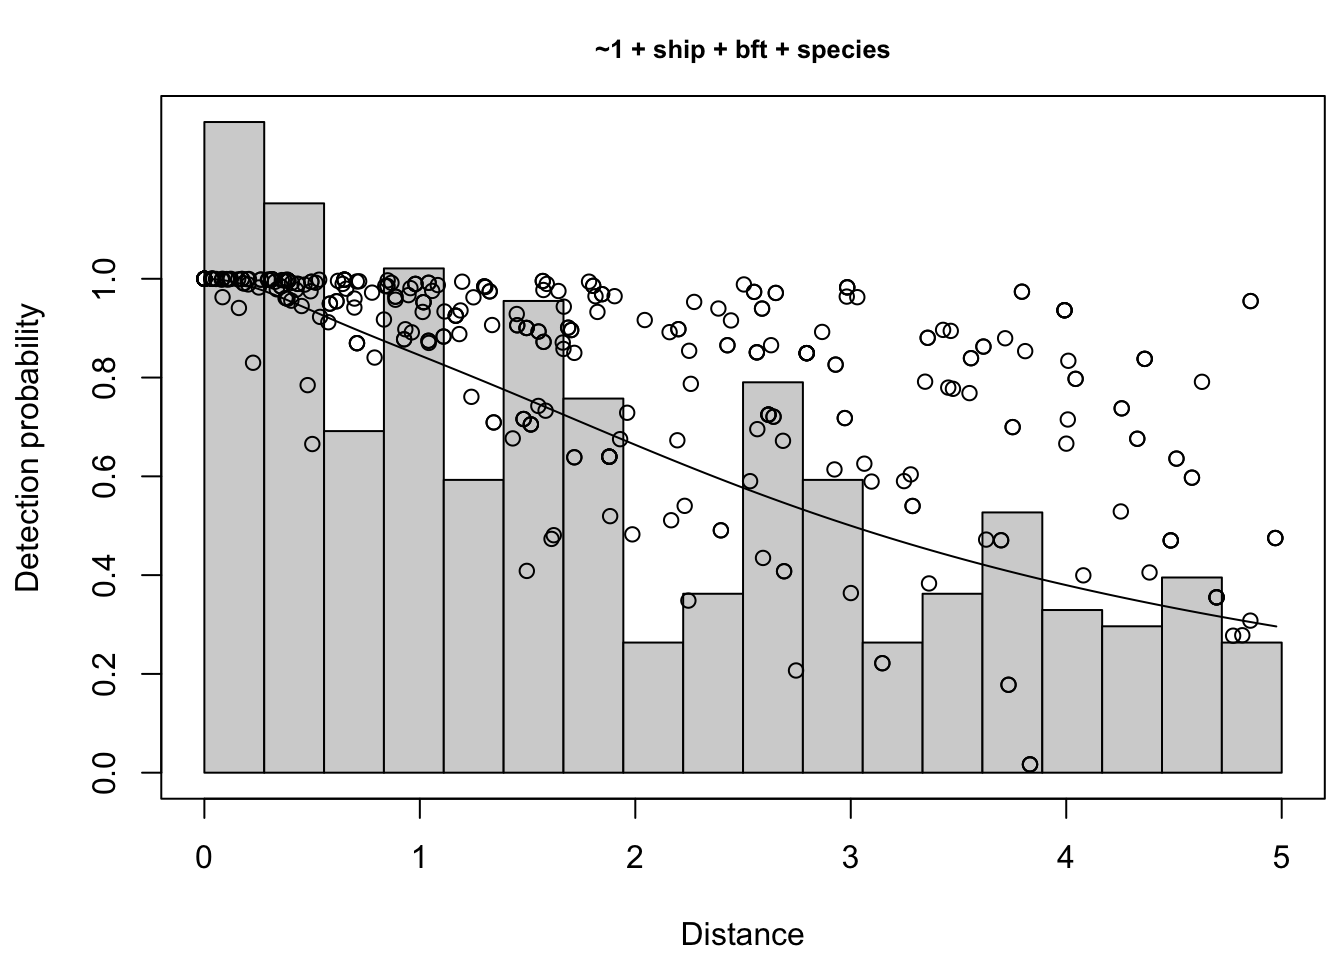 ~1 + ship + bft + species
Detection probability
1.0
0.8
0.6
0.4
0.2
0.0
0 1 2 3 4 5
Distance